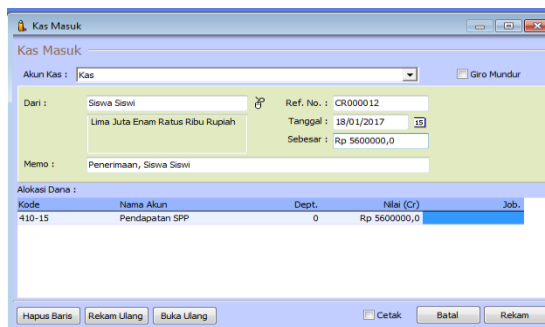 Kas Masuk
Kas Masuk
Akun Kas : Kas Giro Mundur
Dari : Siswa Siswi Ref. No. : CR000012
Lima Juta Enam Ratus Ribu Rupiah Tanggal : 18/01/2017 15
Sebesar : Rp 5600000,0
Memo : Penerimaan, Siswa Siswi
Alokasi Dana :
Kode Nama Akun Dept. Nilai (Cr) Job.
410-15 Pendapatan SPP 0 Rp 5600000,0
Hapus Baris Rekam Ulang Buka Ulang Cetak Batal Rekam